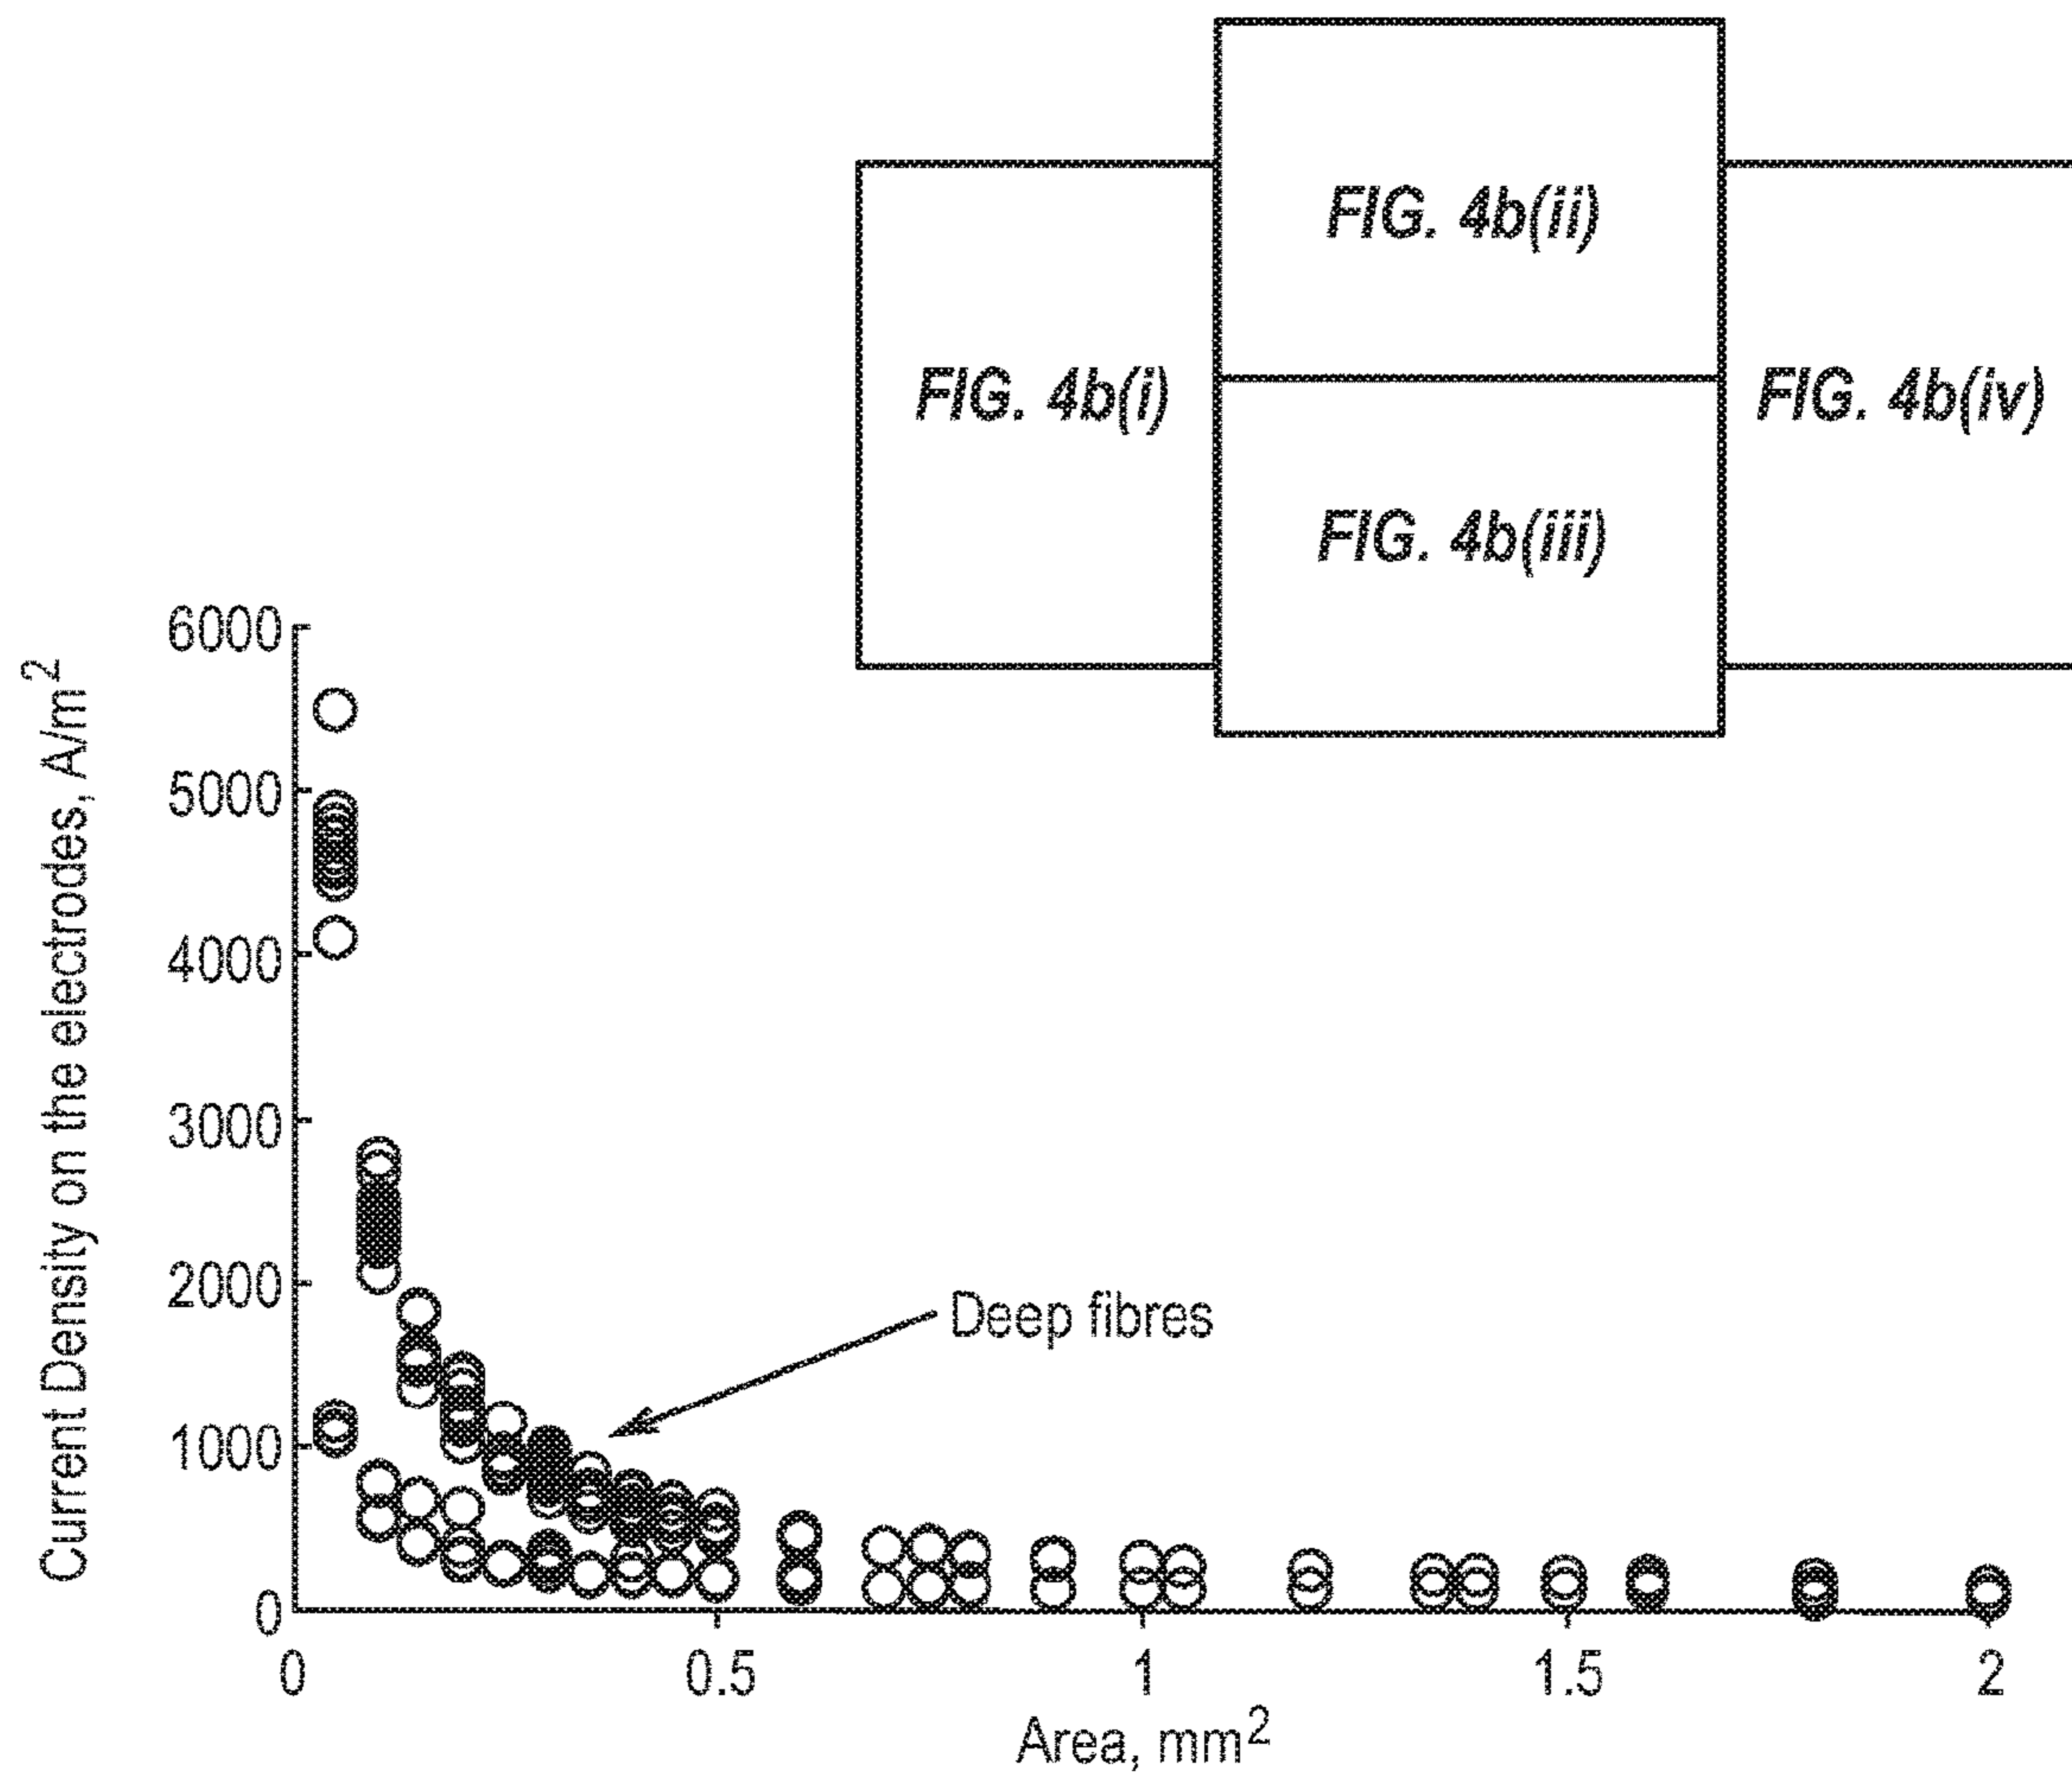 FIG. 4b(ii)
FIG. 4b(i)
FIG. 4b(iv)
FIG. 4b(iii)
6000
5000
4000
3000
2000
1000
0
Current Density on the electrodes, A/m²
Deep fibres
0 0.5 1 1.5 2
Area, mm²